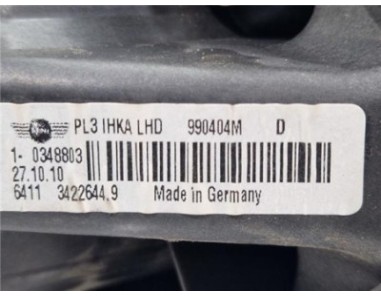 PL3 IHKA LHD 990404M D
1- 0348803
27.10.10
6411 3422644.9 Made in Germany